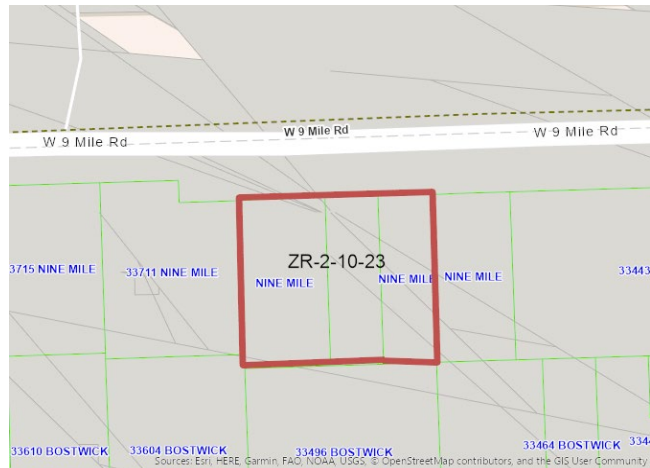 W 9 Mile Rd
W 9 Mile Rd
W 9 Mile Rd
ZR-2-10-23
3715 NINE MILE
33711 NINE MILE
NINE MILE
NINE MILE
NINE MILE
33443
33610 BOSTWICK
33604 BOSTWICK
33496 BOSTWICK
33464 BOSTWICK
334
Sources: Esri, HERE, Garmin, FAO, NOAA, USGS, © OpenStreetMap contributors, and the GIS User Community